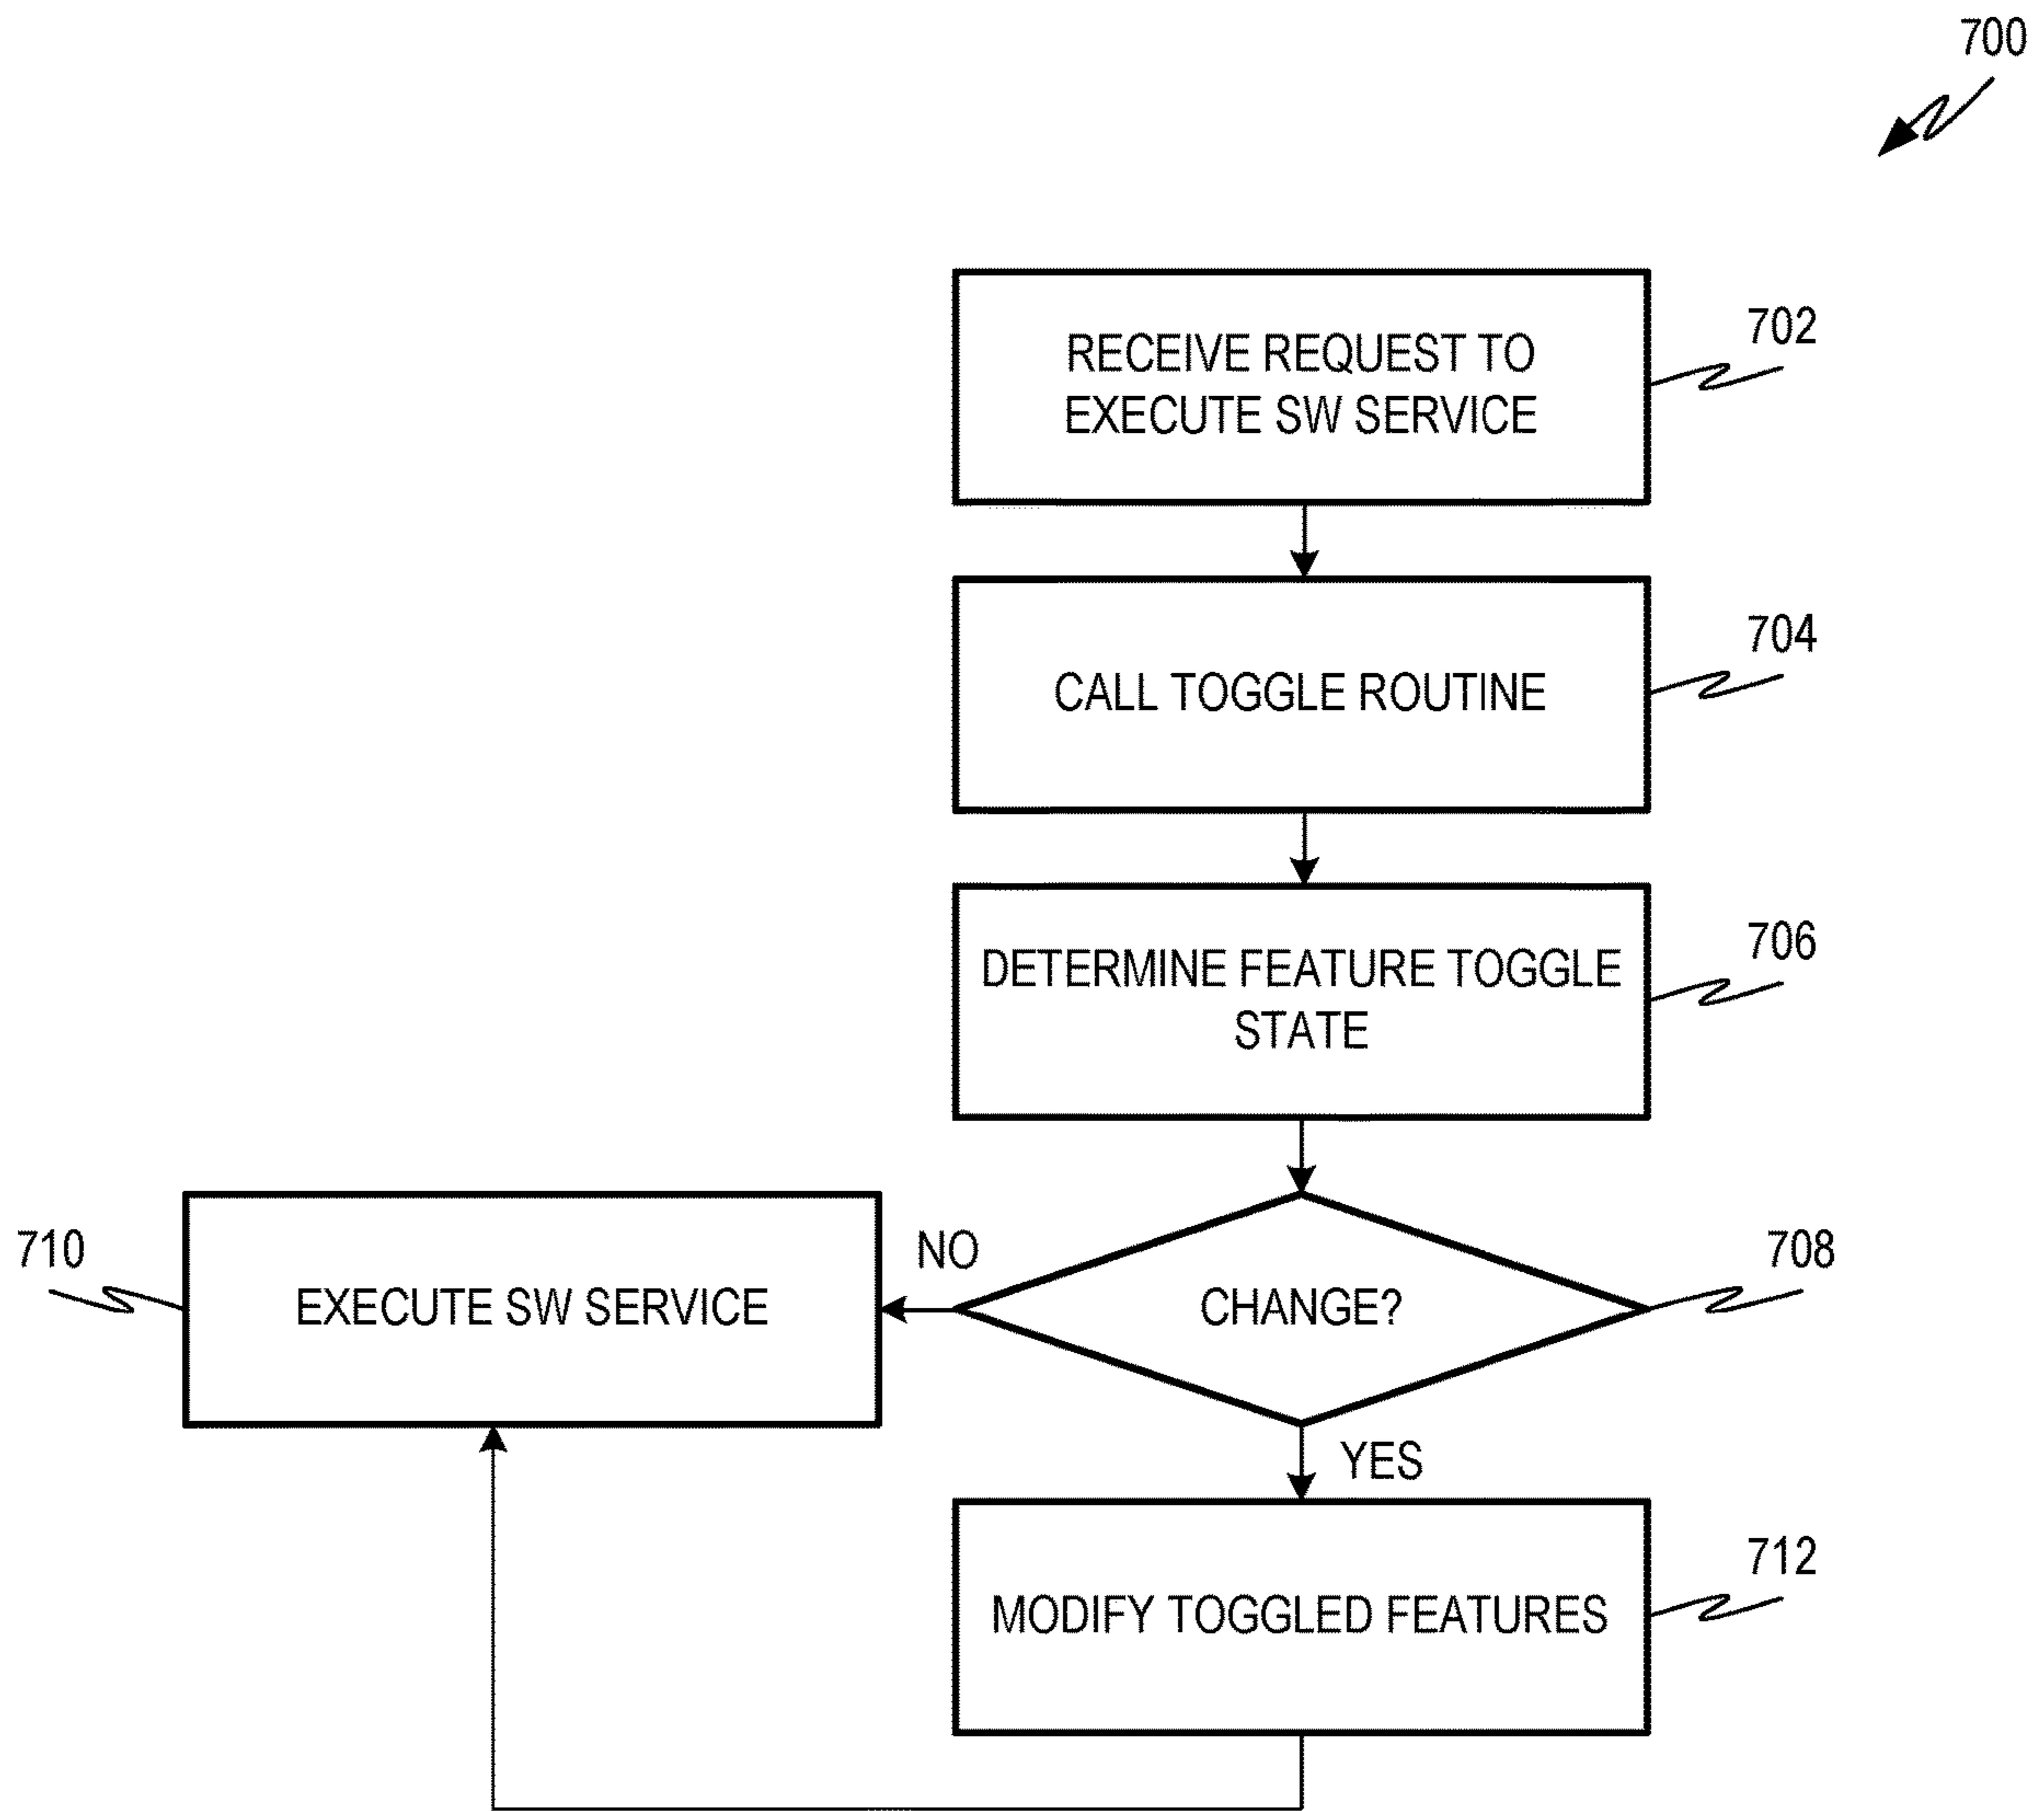 700
RECEIVE REQUEST TO
EXECUTE SW SERVICE
702
CALL TOGGLE ROUTINE
704
DETERMINE FEATURE TOGGLE
STATE
706
CHANGE?
708
NO
EXECUTE SW SERVICE
710
YES
MODIFY TOGGLED FEATURES
712